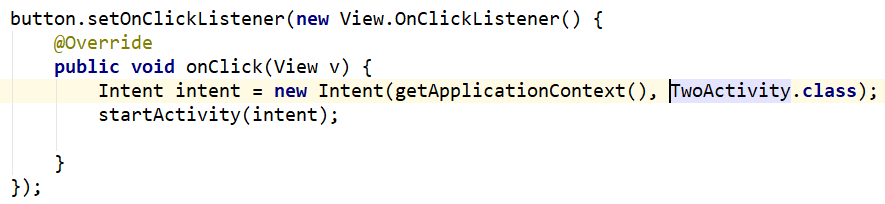 button.setOnClickListener(new View.OnClickListener() {
    @Override
    public void onClick(View v) {
        Intent intent = new Intent(getApplicationContext(), TwoActivity.class);
        startActivity(intent);

    }
});